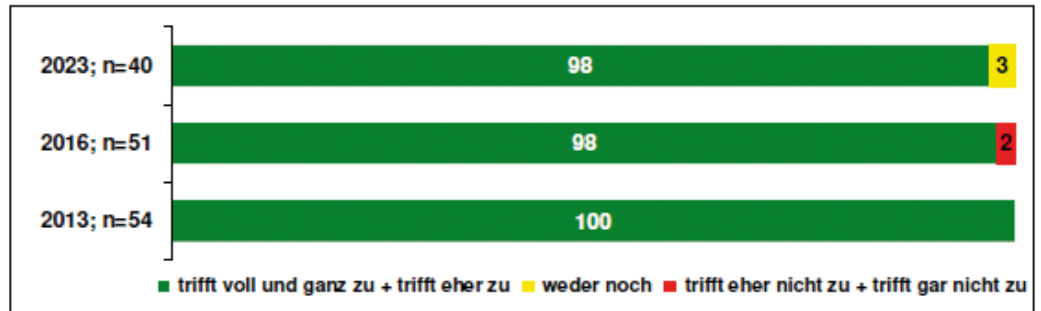 2023; n=40 98 3
2016; n=51 98 2
2013; n=54 100
trifft voll und ganz zu + trifft eher zu weder noch trifft eher nicht zu + trifft gar nicht zu